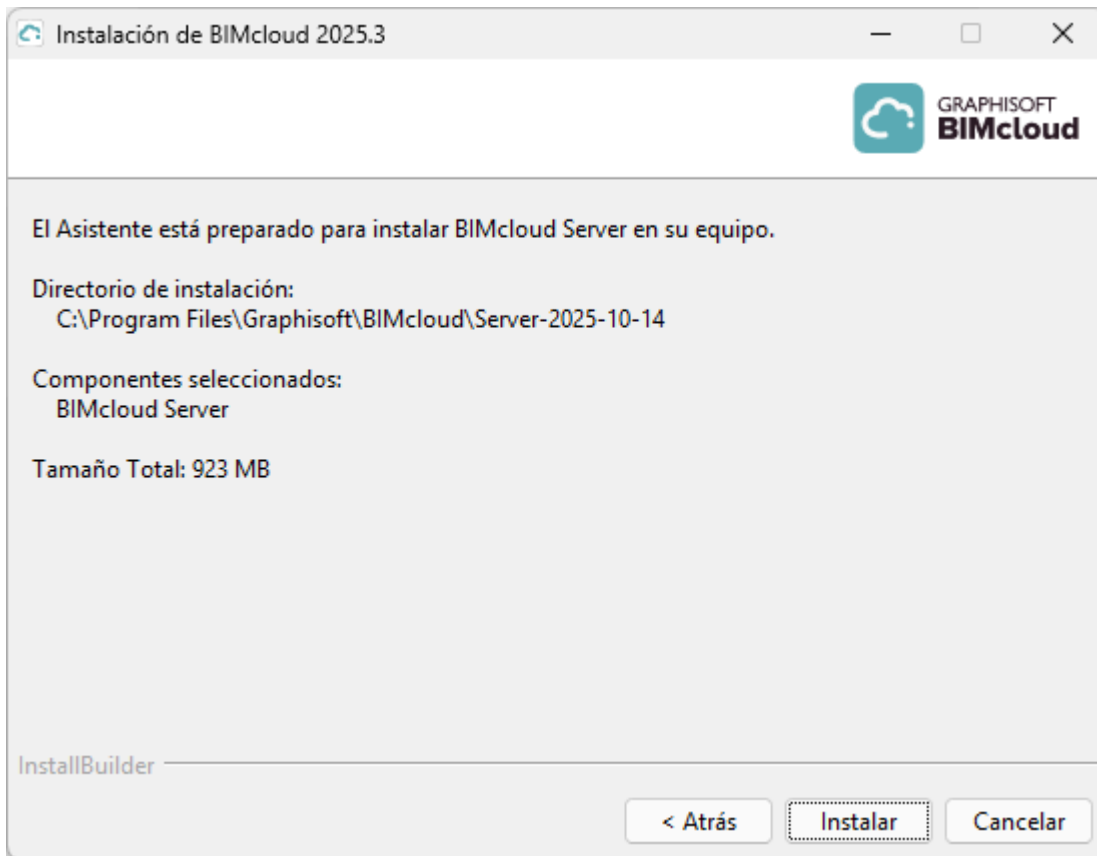 Instalación de BIMcloud 2025.3
GRAPHISOFT
BIMcloud
El Asistente está preparado para instalar BIMcloud Server en su equipo.
Directorio de instalación:
C:\Program Files\Graphisoft\BIMcloud\Server-2025-10-14
Componentes seleccionados:
BIMcloud Server
Tamaño Total: 923 MB
InstallBuilder
< Atrás
Instalar
Cancelar